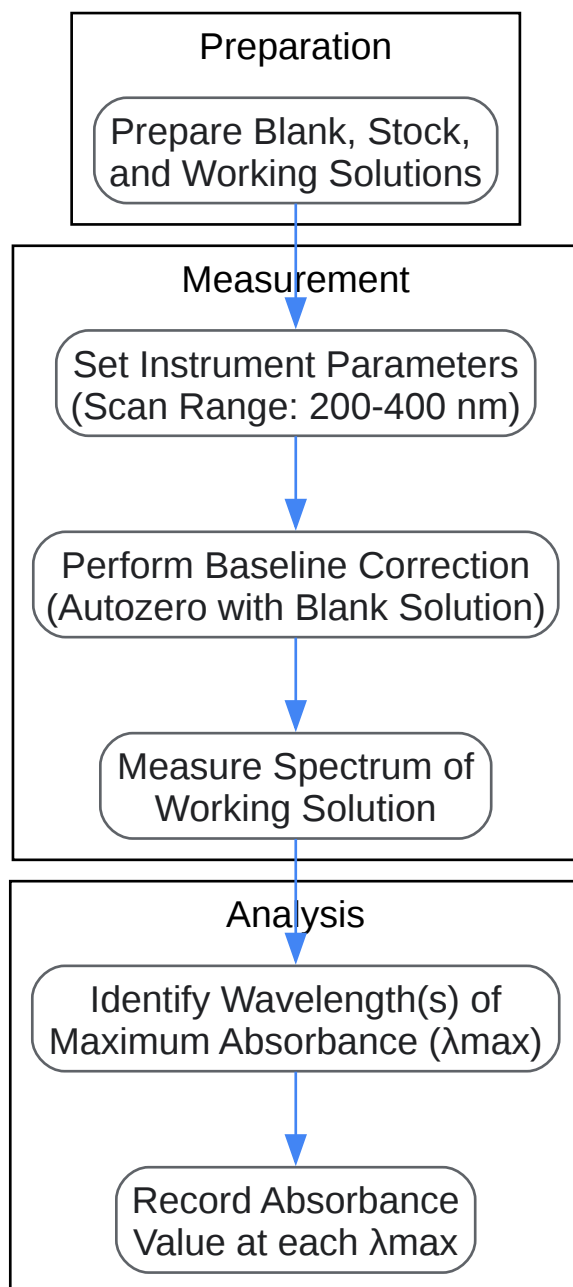 Preparation
Prepare Blank, Stock,
and Working Solutions
Measurement
Set Instrument Parameters
(Scan Range: 200-400 nm)
Perform Baseline Correction
(Autozero with Blank Solution)
Measure Spectrum of
Working Solution
Analysis
Identify Wavelength(s) of
Maximum Absorbance (λmax)
Record Absorbance
Value at each λmax